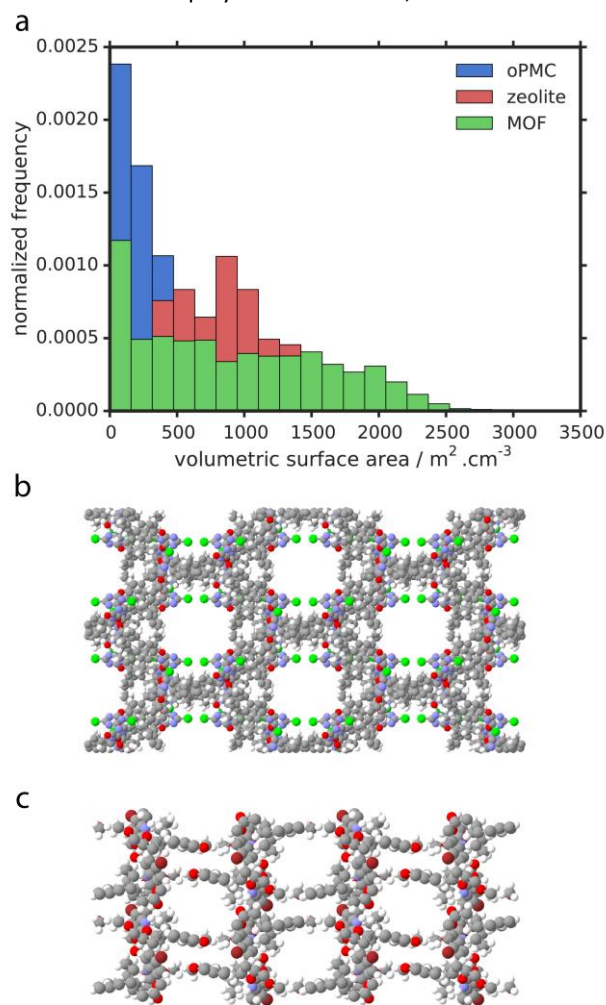 a
0.0025
0.0020
0.0015
0.0010
0.0005
0.0000
normalized frequency
oPMC
zeolite
MOF
0 500 1000 1500 2000 2500 3000 3500
volumetric surface area / m² .cm⁻³
b
c